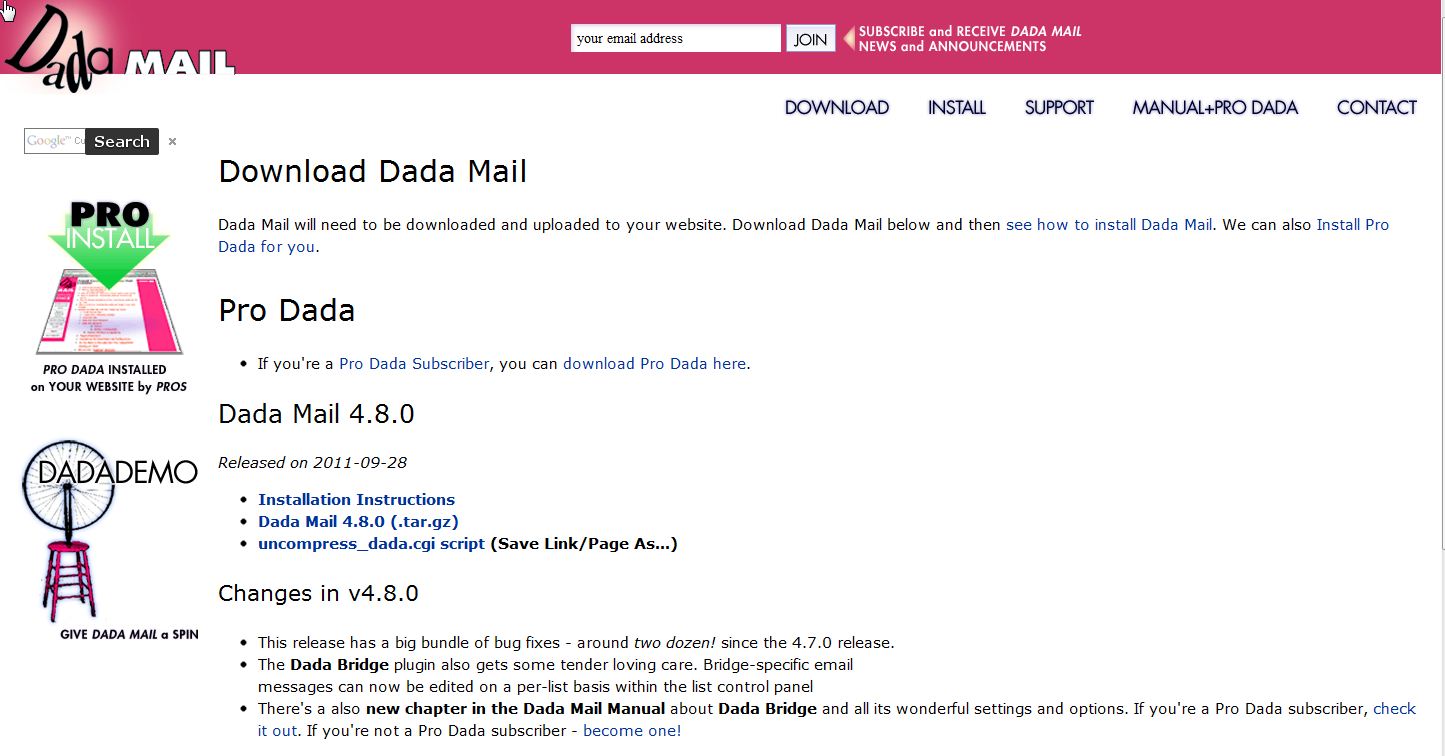 Dada MAIL
your email address
JOIN
SUBSCRIBE and RECEIVE DADA MAIL
NEWS and ANNOUNCEMENTS
DOWNLOAD INSTALL SUPPORT MANUAL+PRO DADA CONTACT
Google™ Cu
Search
×
PRO
INSTALL
PRO DADA INSTALLED
on YOUR WEBSITE by PROS
DADADEMO
GIVE DADA MAIL a SPIN
Download Dada Mail
Dada Mail will need to be downloaded and uploaded to your website. Download Dada Mail below and then see how to install Dada Mail. We can also Install Pro
Dada for you.
Pro Dada
• If you're a Pro Dada Subscriber, you can download Pro Dada here.
Dada Mail 4.8.0
Released on 2011-09-28
• Installation Instructions
• Dada Mail 4.8.0 (.tar.gz)
• uncompress_dada.cgi script (Save Link/Page As...)
Changes in v4.8.0
• This release has a big bundle of bug fixes - around two dozen! since the 4.7.0 release.
• The Dada Bridge plugin also gets some tender loving care. Bridge-specific email
messages can now be edited on a per-list basis within the list control panel
• There's a also new chapter in the Dada Mail Manual about Dada Bridge and all its wonderful settings and options. If you're a Pro Dada subscriber, check
it out. If you're not a Pro Dada subscriber - become one!